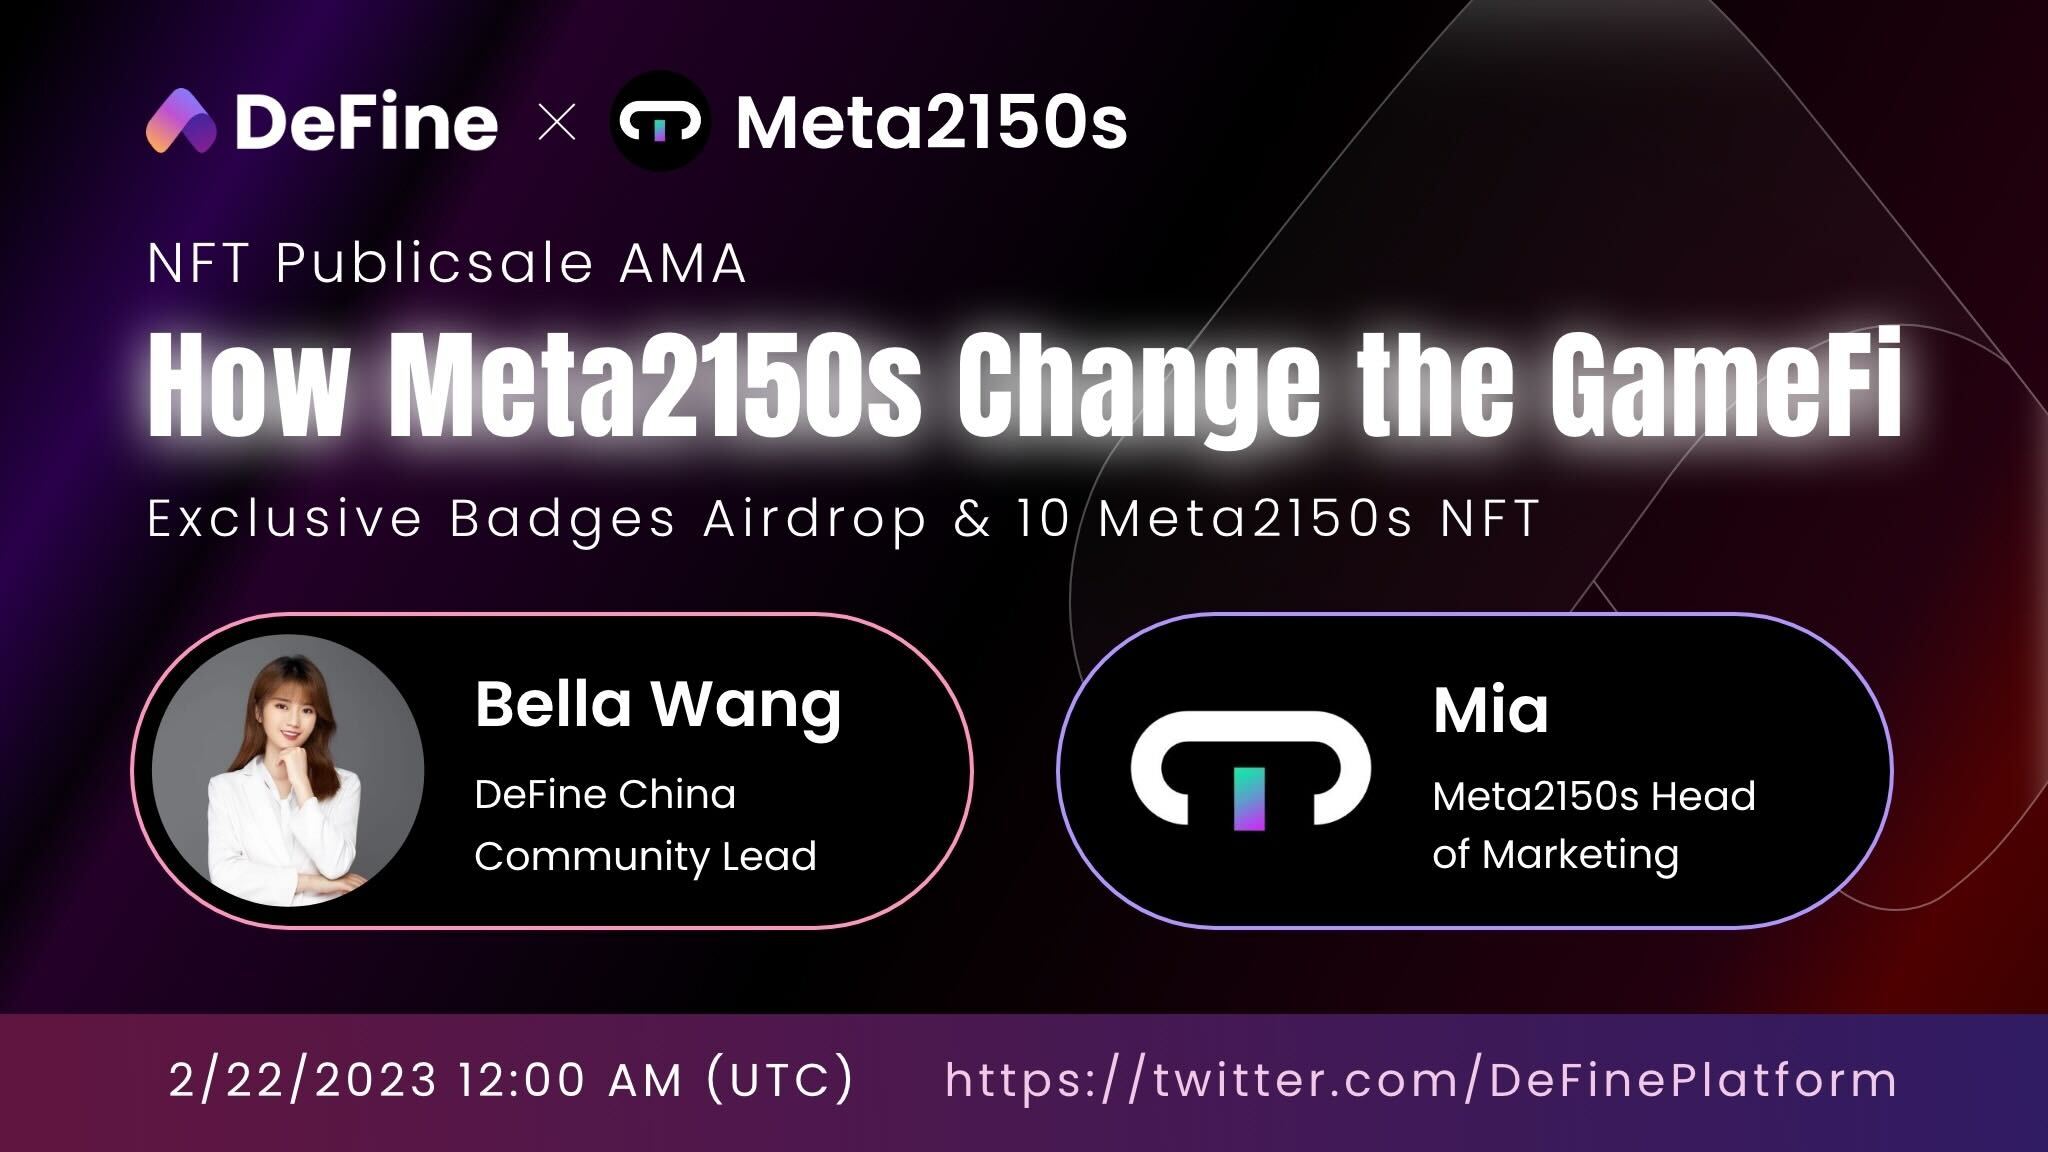 DeFine × Meta2150s
NFT Publicsale AMA
How Meta2150s Change the GameFi
Exclusive Badges Airdrop & 10 Meta2150s NFT
Bella Wang
DeFine China
Community Lead
Mia
Meta2150s Head
of Marketing
2/22/2023 12:00 AM (UTC)
https://twitter.com/DeFinePlatform